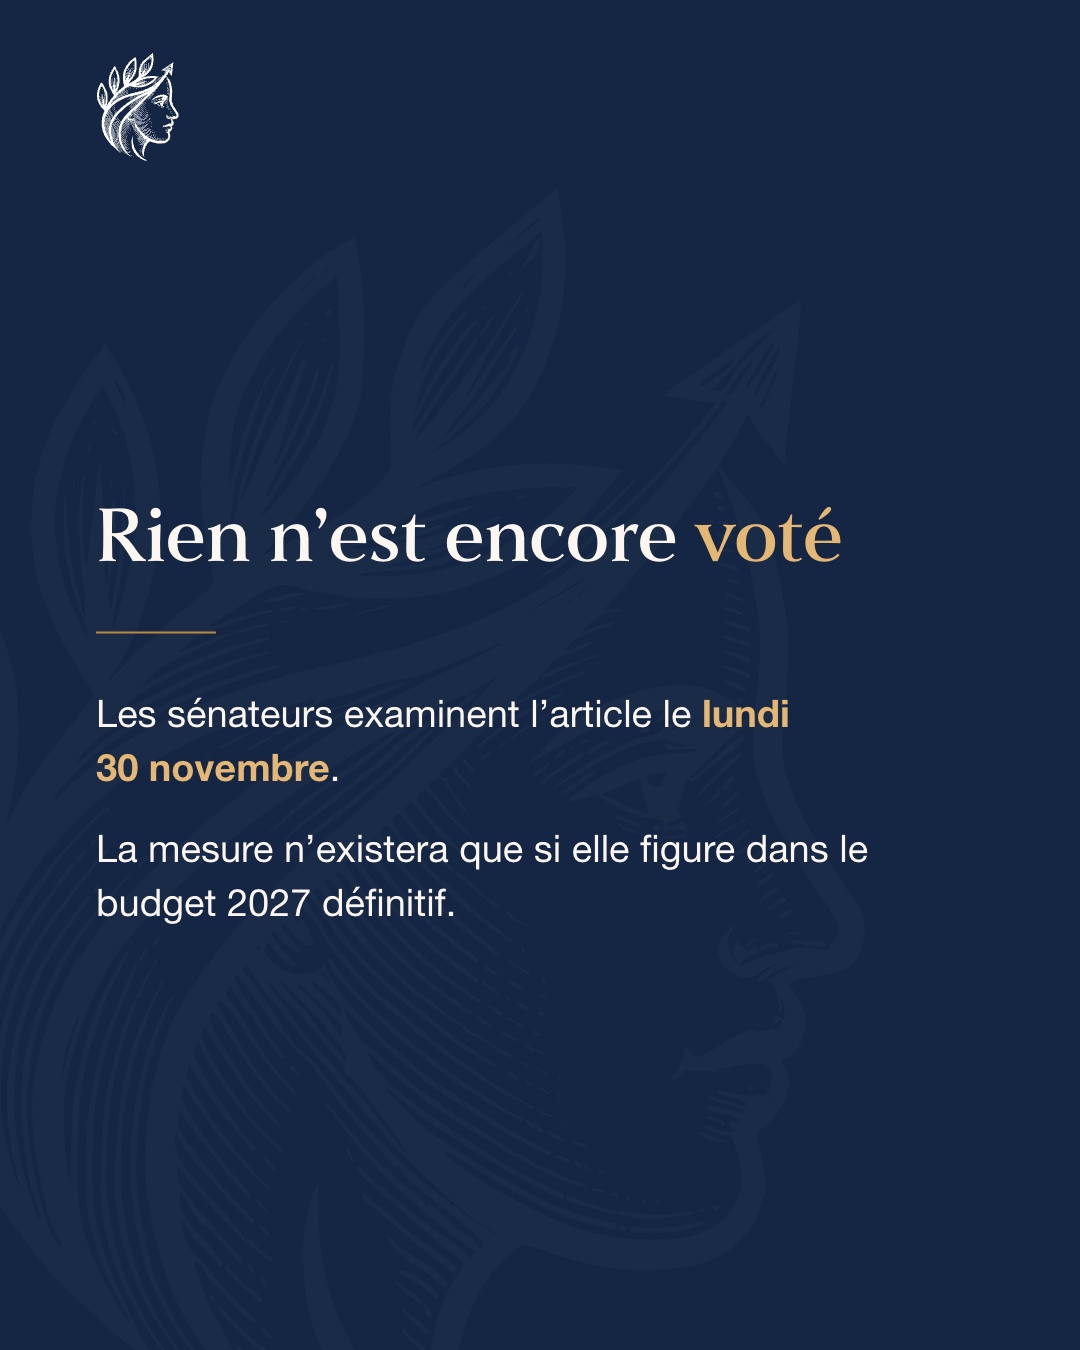 Rien n’est encore voté
Les sénateurs examinent l’article le lundi
30 novembre.
La mesure n’existera que si elle figure dans le
budget 2027 définitif.